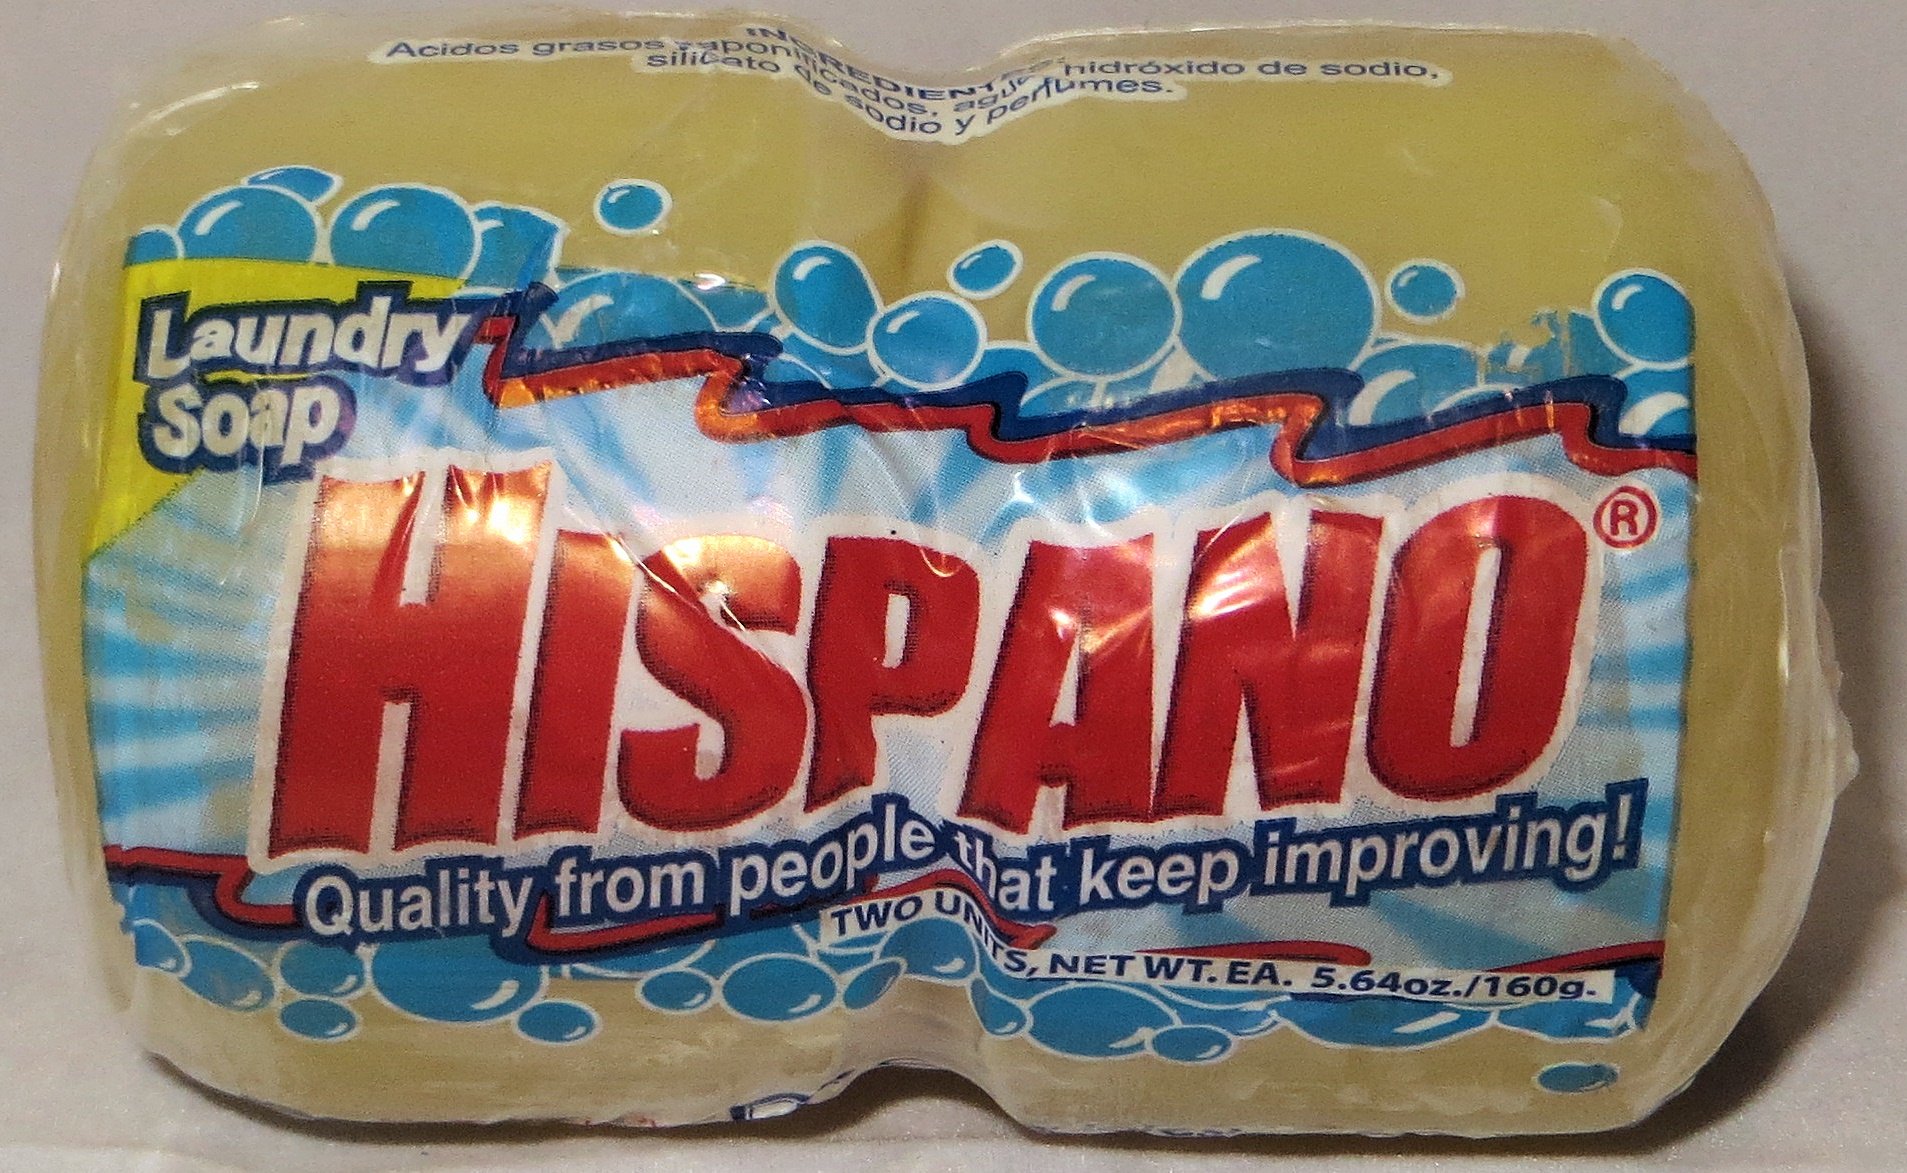 INGREDIENTES:
Acidos grasos saponificados, agua, hidróxido de sodio,
silicato de sodio y perfumes.
Laundry
Soap
HISPANO®
Quality from people that keep improving!
TWO UNITS, NET WT. EA. 5.64oz./160g.